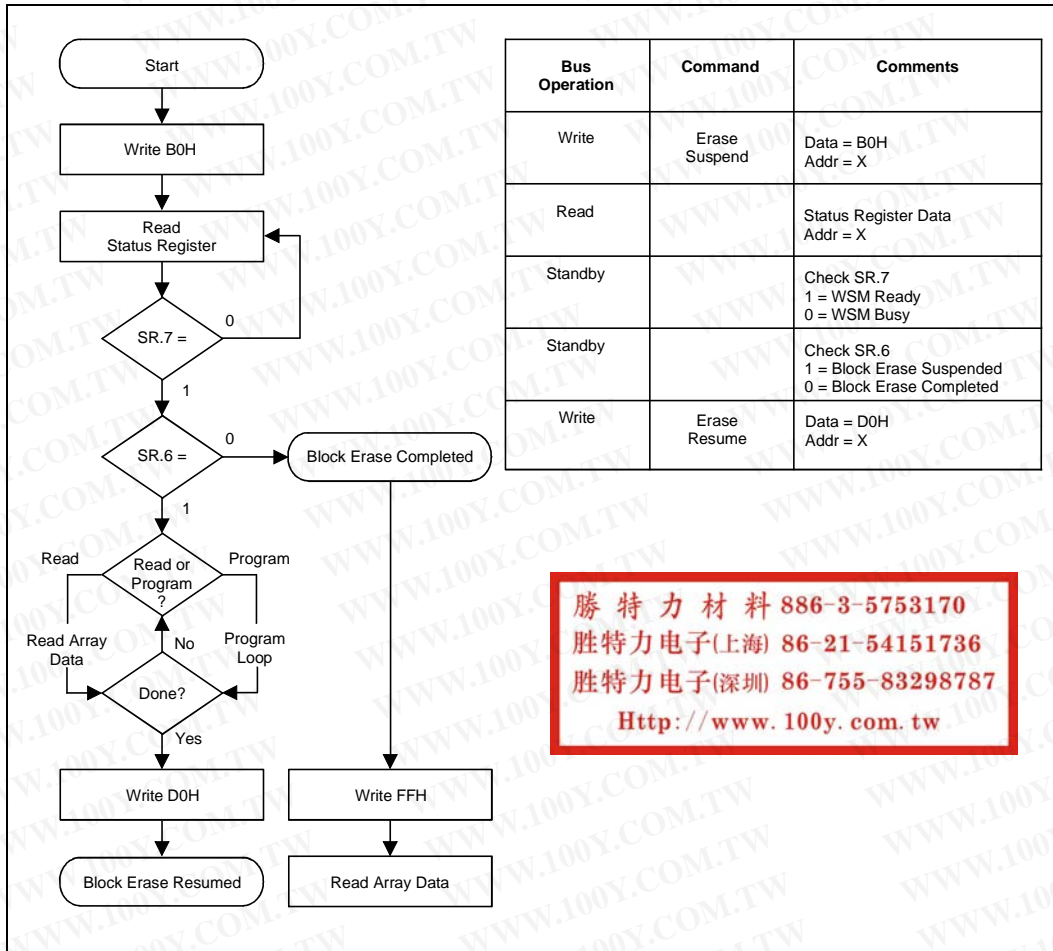 Start
Write B0H
Read
Status Register
SR.7 =
0
1
SR.6 =
0
Block Erase Completed
1
Read
Read or
Program
?
Program
Read Array
Data
No
Program
Loop
Done?
Yes
Write D0H
Write FFH
Block Erase Resumed
Read Array Data
Bus
Operation
Command
Comments
Write
Erase
Suspend
Data = B0H
Addr = X
Read
Status Register Data
Addr = X
Standby
Check SR.7
1 = WSM Ready
0 = WSM Busy
Standby
Check SR.6
1 = Block Erase Suspended
0 = Block Erase Completed
Write
Erase
Resume
Data = D0H
Addr = X
勝 特 力 材 料 886-3-5753170
胜特力电子(上海) 86-21-54151736
胜特力电子(深圳) 86-755-83298787
Http://www.100y.com.tw
WWW.100Y.COM.TW